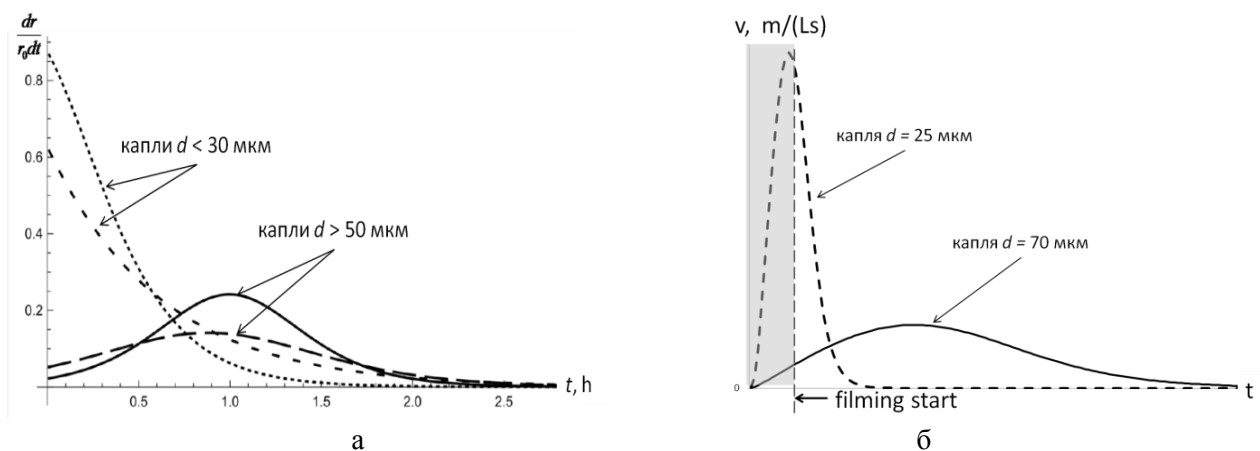 dr
r₀dt
0.8
0.6
0.4
0.2
0.5
1.0
1.5
2.0
2.5
t, h
капли d < 30 мкм
капли d > 50 мкм
а
v, m/(Ls)
капля d = 25 мкм
капля d = 70 мкм
0
t
filming start
б